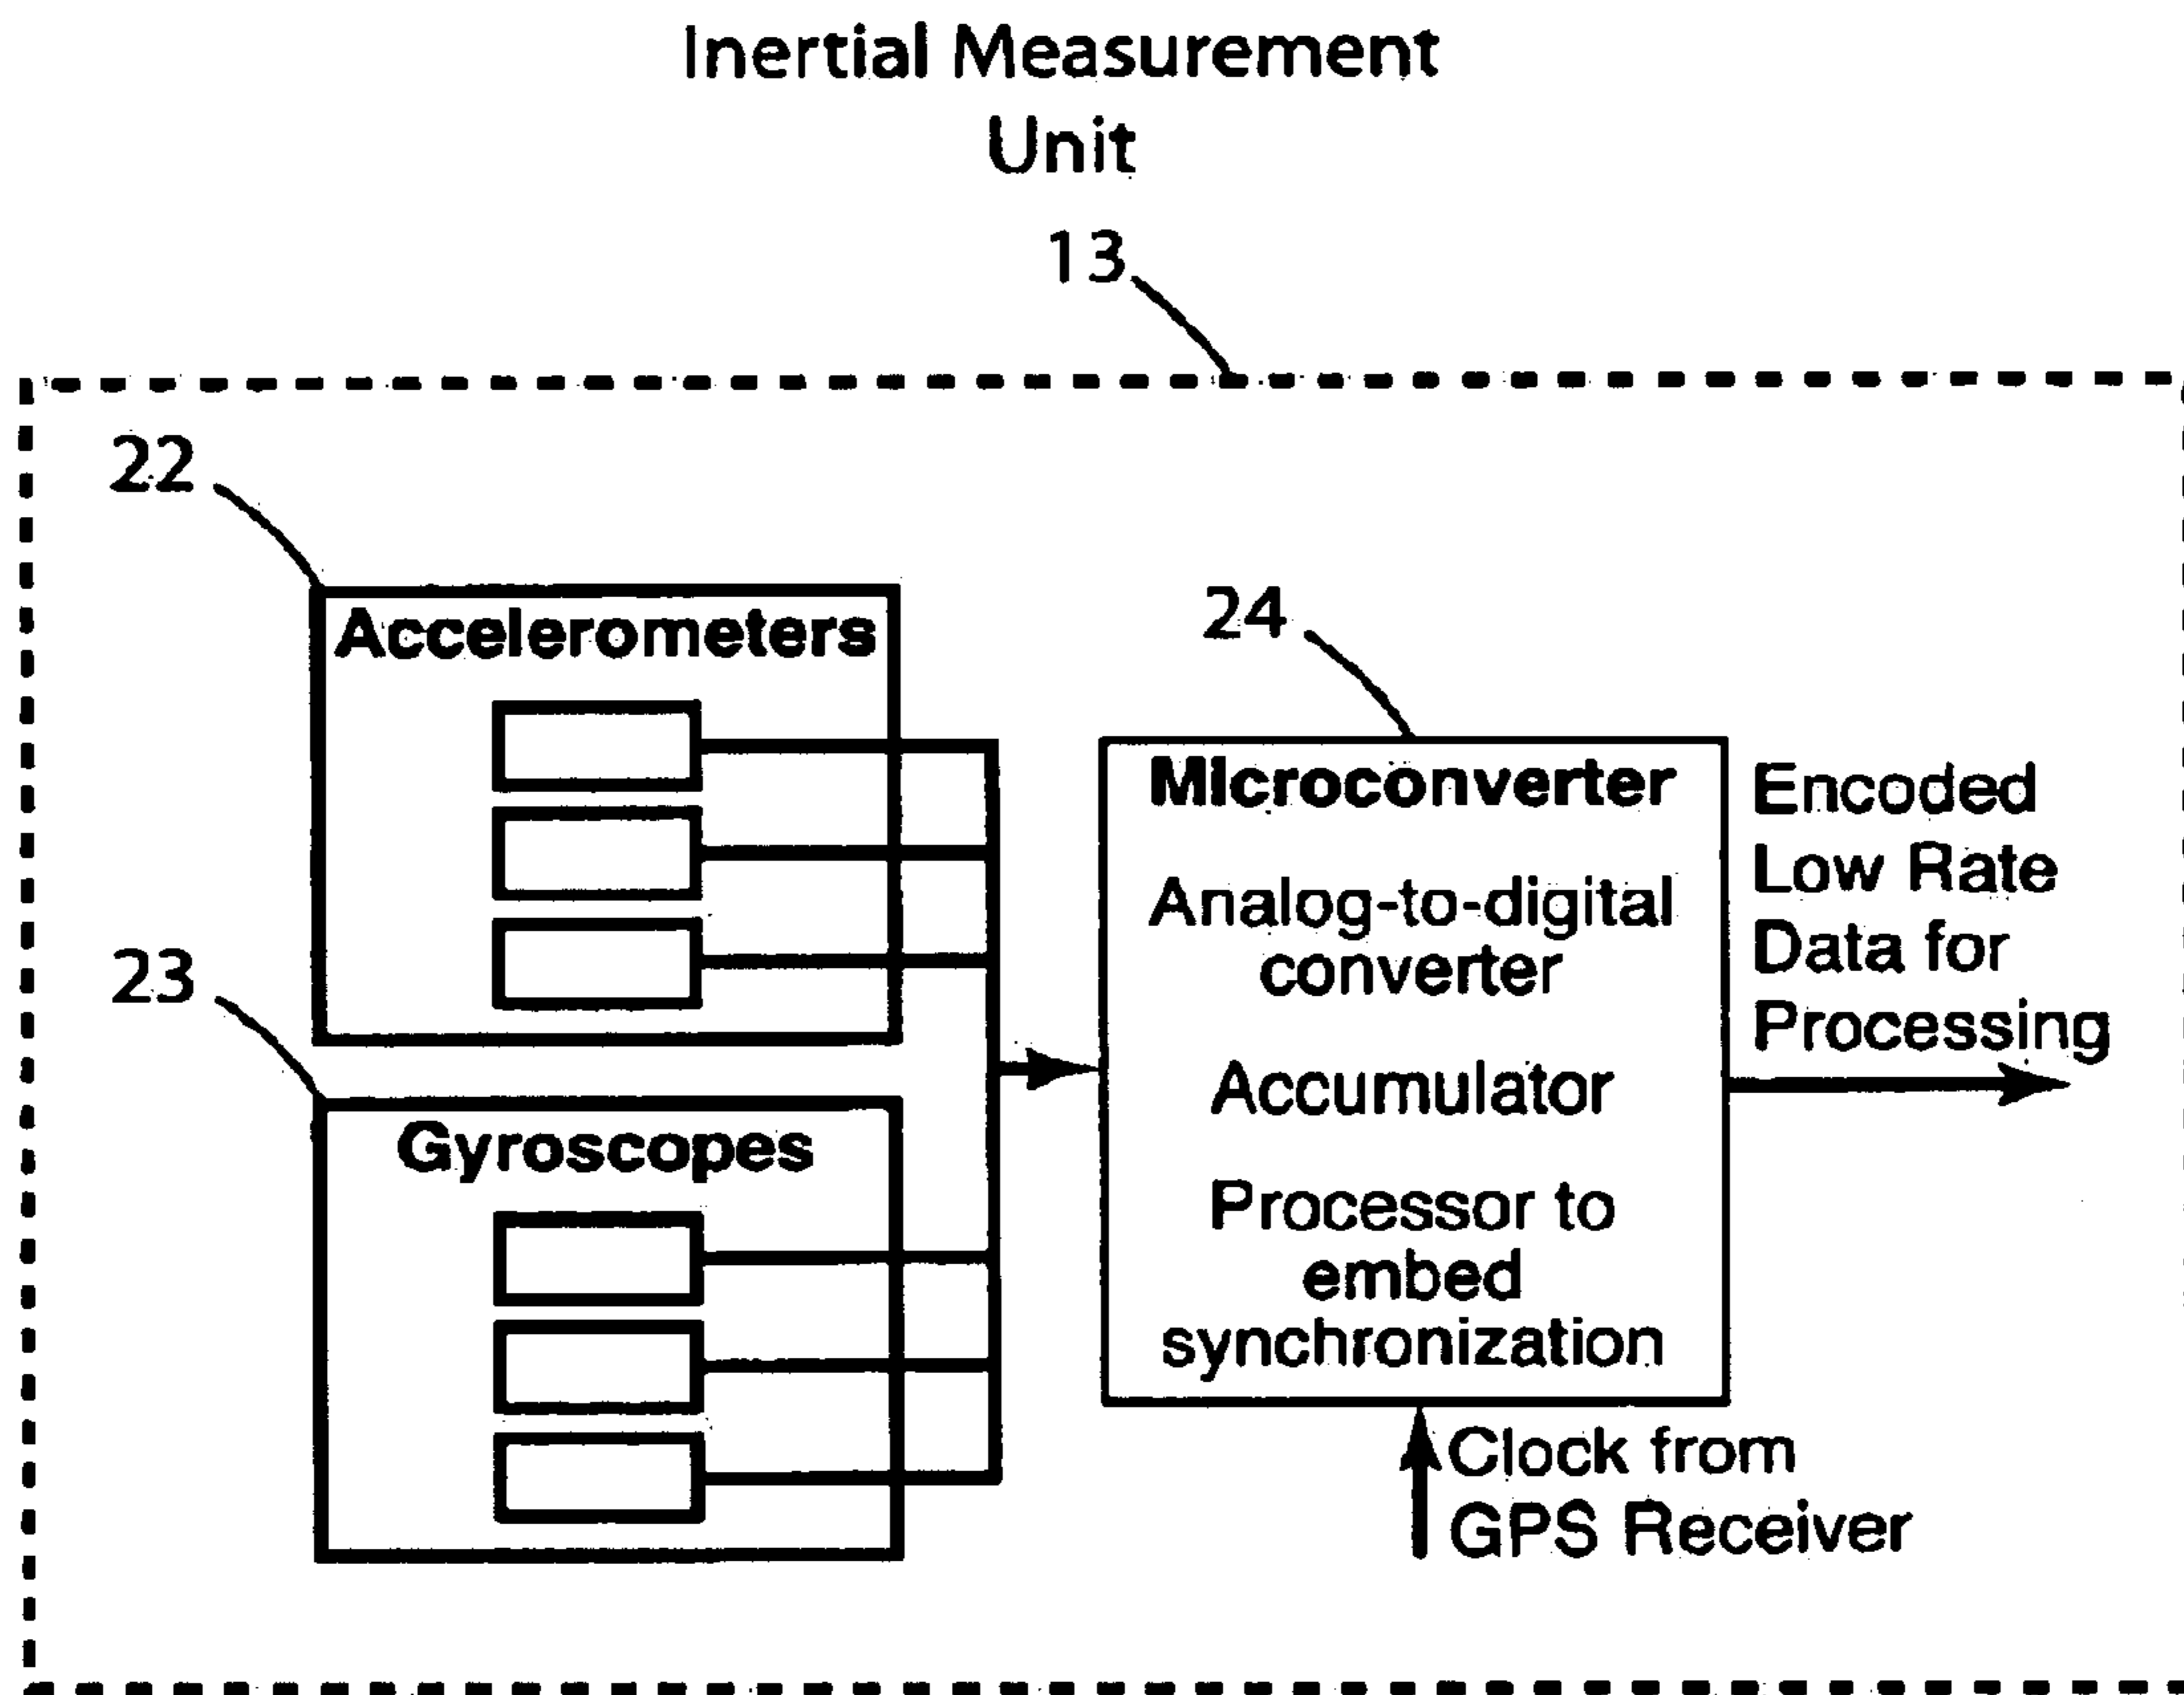 Inertial Measurement
Unit
13
22
Accelerometers
24
Microconverter
Analog-to-digital
converter
Accumulator
Processor to
embed
synchronization
Encoded
Low Rate
Data for
Processing
23
Gyroscopes
Clock from
GPS Receiver